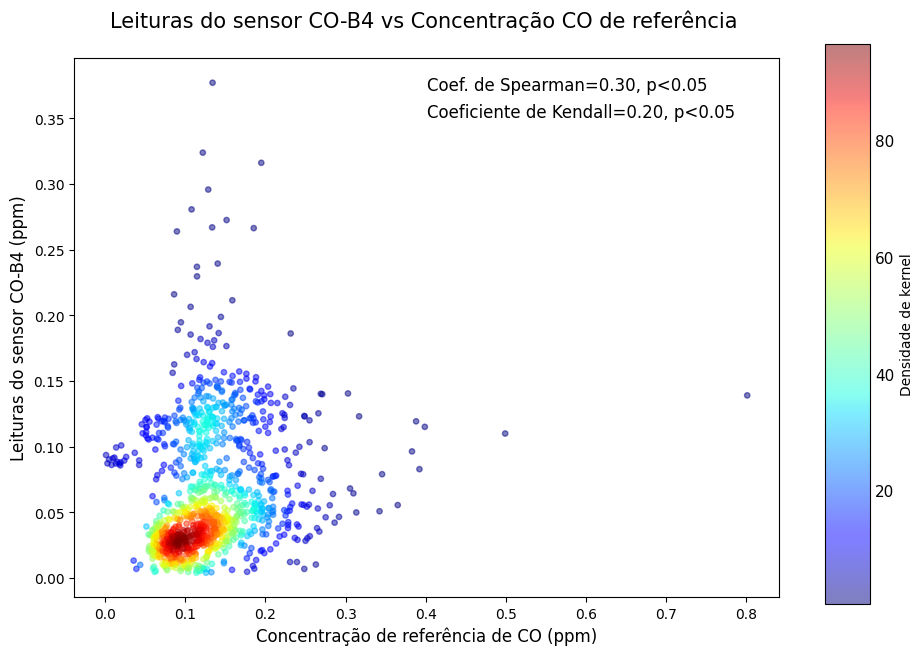 Leituras do sensor CO-B4 vs Concentração CO de referência
Coef. de Spearman=0.30, p<0.05
Coeficiente de Kendall=0.20, p<0.05
Leituras do sensor CO-B4 (ppm)
0.35
0.30
0.25
0.20
0.15
0.10
0.05
0.00
0.0 0.1 0.2 0.3 0.4 0.5 0.6 0.7 0.8
Concentração de referência de CO (ppm)
80
60
40
20
Densidade de kernel